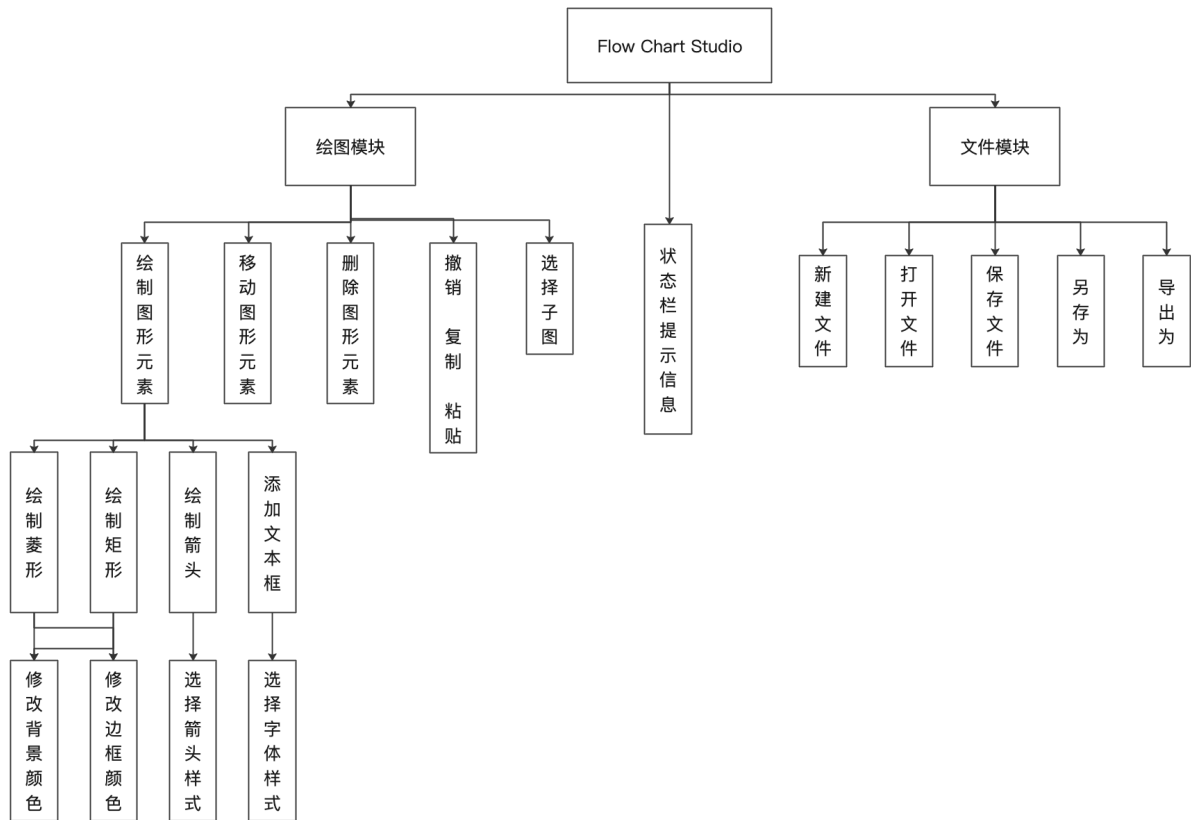 Flow Chart Studio
绘图模块
文件模块
绘制图形元素
移动图形元素
删除图形元素
撤销 复制 粘贴
选择子图
状态栏提示信息
新建文件
打开文件
保存文件
另存为
导出为
绘制菱形
绘制矩形
绘制箭头
添加文本框
修改背景颜色
修改边框颜色
选择箭头样式
选择字体样式